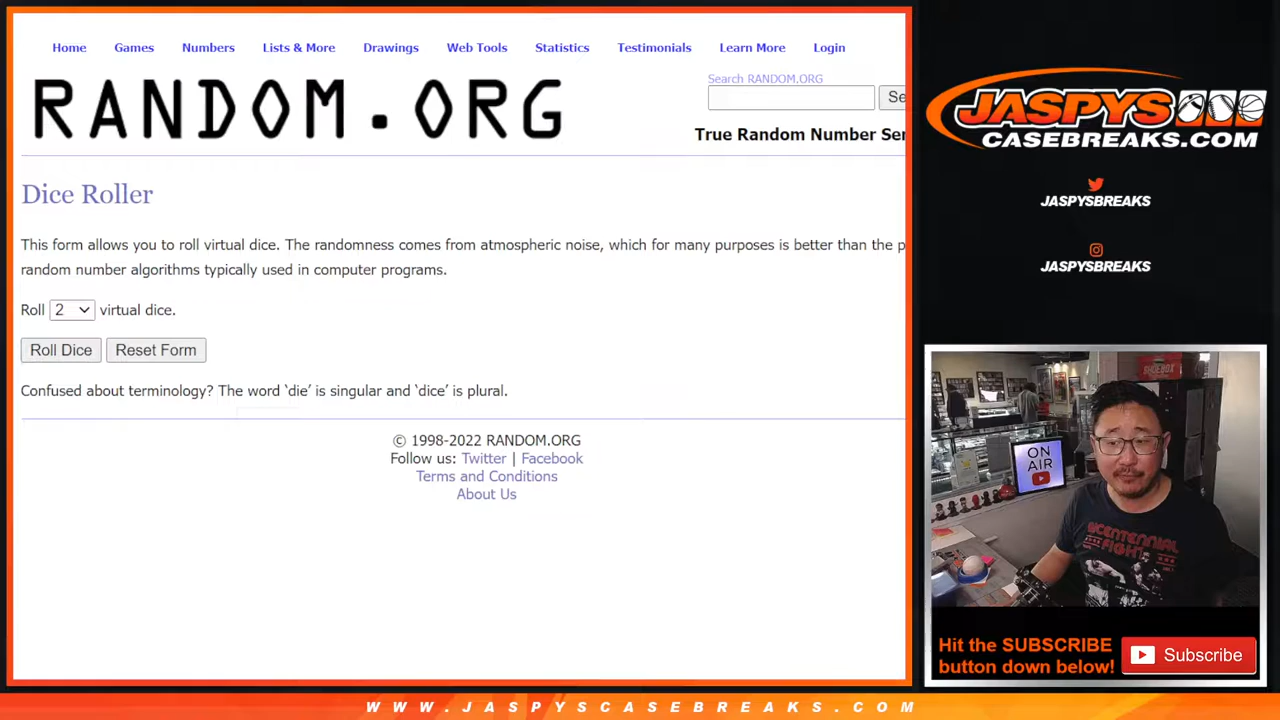 Home Games Numbers Lists & More Drawings Web Tools Statistics Testimonials Learn More Login
RANDOM.ORG
Search RANDOM.ORG
Se
True Random Number Ser
Dice Roller
This form allows you to roll virtual dice. The randomness comes from atmospheric noise, which for many purposes is better than the p
random number algorithms typically used in computer programs.
Roll 2 virtual dice.
Roll Dice Reset Form
Confused about terminology? The word ‘die’ is singular and ‘dice’ is plural.
© 1998-2022 RANDOM.ORG
Follow us: Twitter | Facebook
Terms and Conditions
About Us
JASPYS
CASEBREAKS.COM
JASPYSBREAKS
JASPYSBREAKS
ON
AIR
BICENTENNIAL
FIGHT
Hit the SUBSCRIBE
button down below!
Subscribe
WWW.JASPYSCASEBREAKS.COM